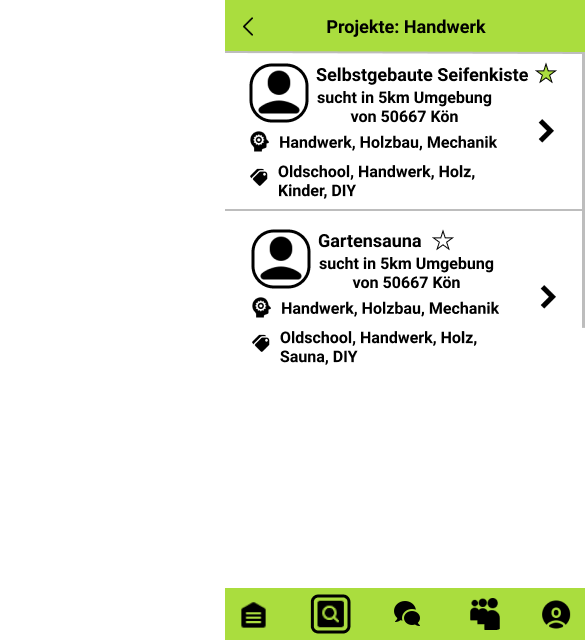 Projekte: Handwerk
Selbstgebaute Seifenkiste
sucht in 5km Umgebung
von 50667 Kön
Handwerk, Holzbau, Mechanik
Oldschool, Handwerk, Holz,
Kinder, DIY
Gartensauna
sucht in 5km Umgebung
von 50667 Kön
Handwerk, Holzbau, Mechanik
Oldschool, Handwerk, Holz,
Sauna, DIY